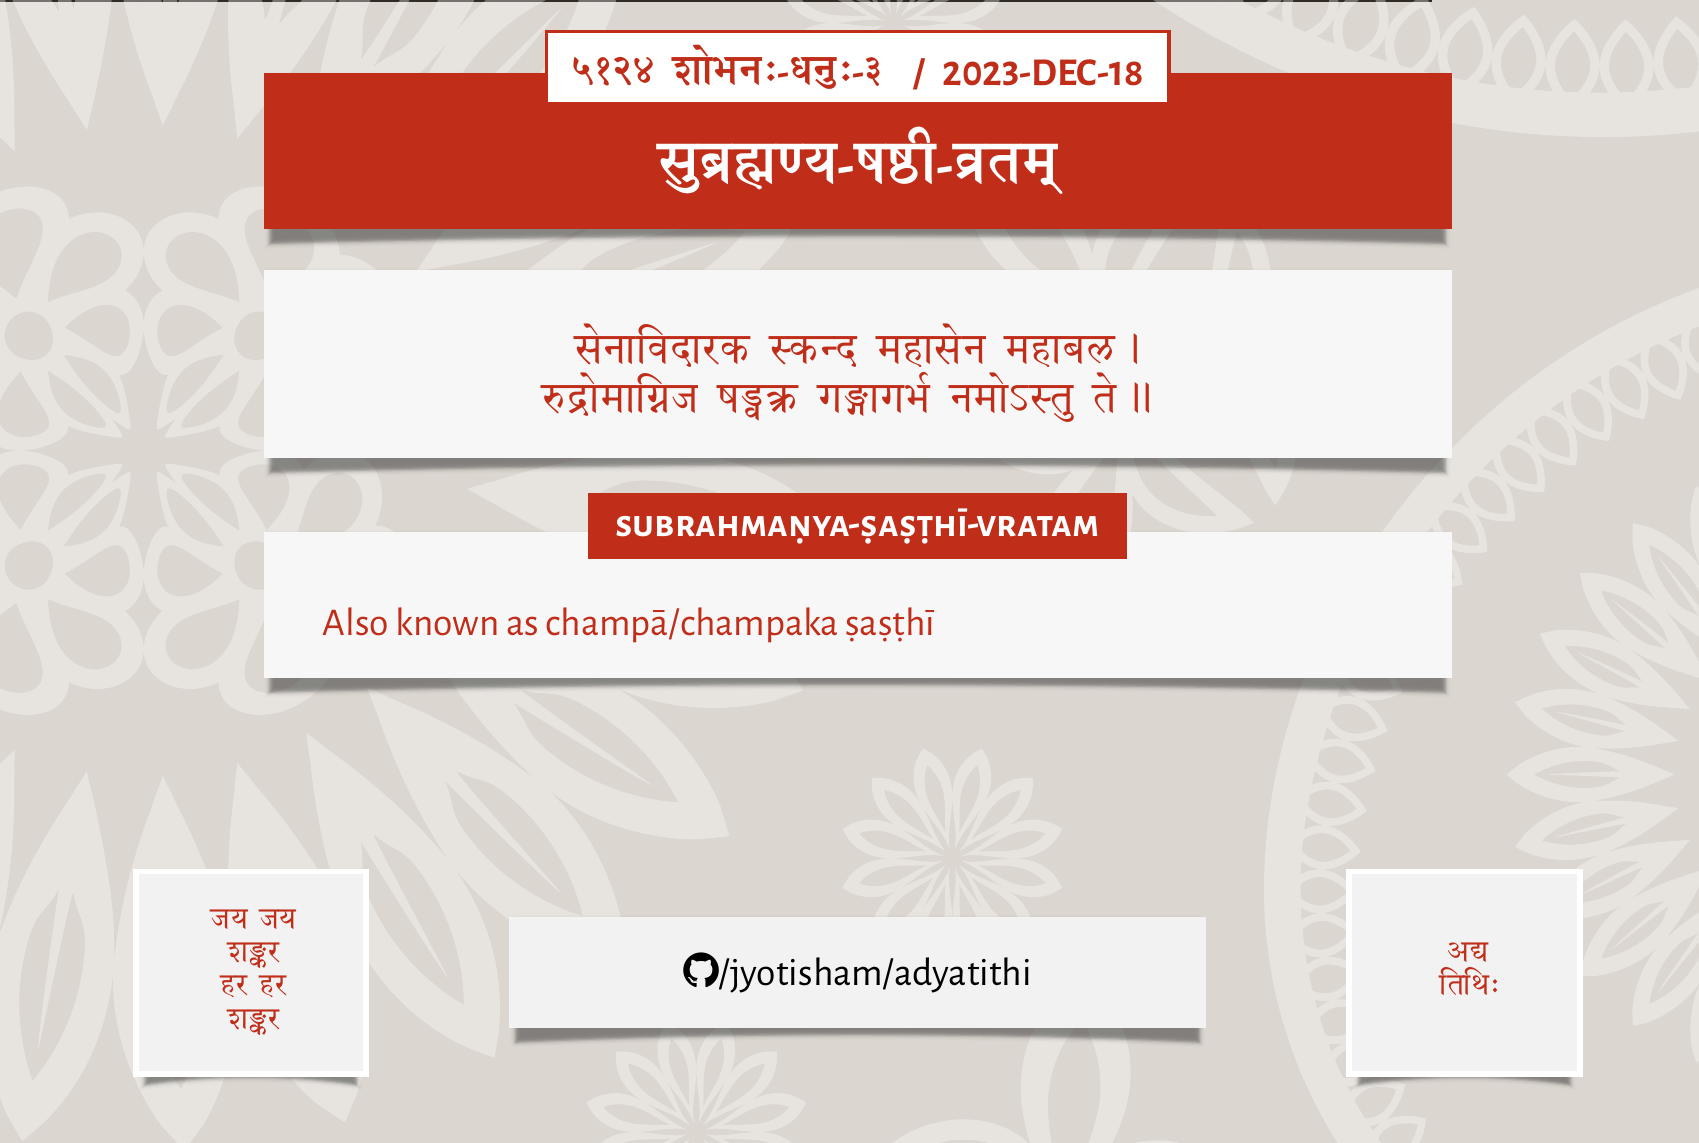 ५१२४ शोभनः-धनुः-३ / 2023-DEC-18
सुब्रह्मण्य-षष्ठी-व्रतम्
सेनाविदारक स्कन्द महासेन महाबल।
रुद्रोमाग्निज षड्वक्त्र गङ्गागर्भ नमोऽस्तु ते॥
SUBRAHMAṆYA-ṢAṢṬHĪ-VRATAM
Also known as champā/champaka ṣaṣṭhī
जय जय
शङ्कर
हर हर
शङ्कर
/jyotisham/adyatithi
अद्य
तिथिः